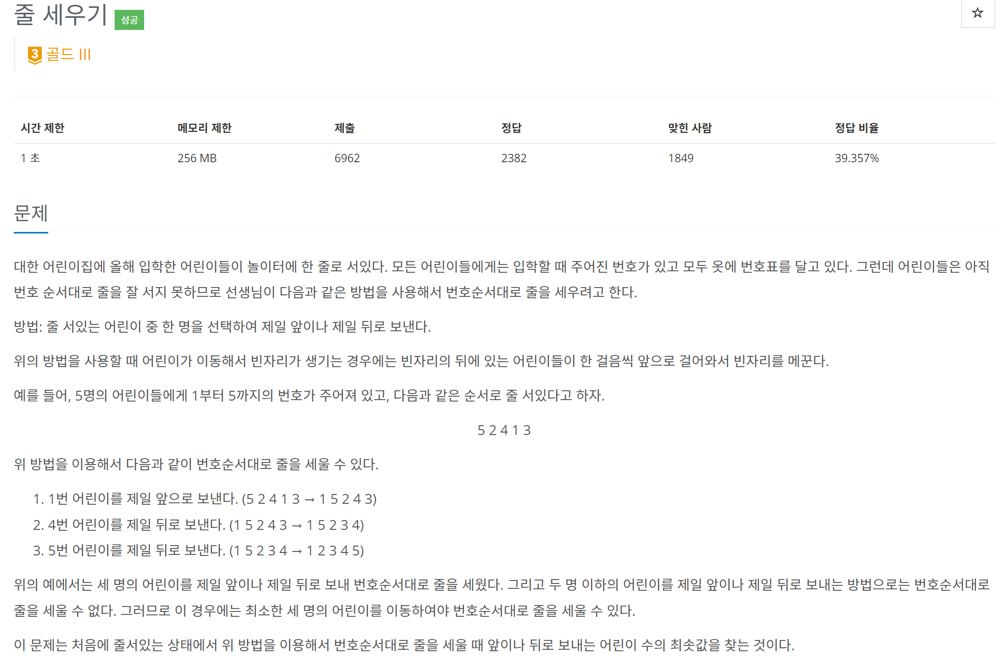 줄 세우기 성공
3 골드 III
시간 제한 메모리 제한 제출 정답 맞힌 사람 정답 비율
1 초 256 MB 6962 2382 1849 39.357%
문제
대한 어린이집에 올해 입학한 어린이들이 놀이터에 한 줄로 서있다. 모든 어린이들에게는 입학할 때 주어진 번호가 있고 모두 옷에 번호표를 달고 있다. 그런데 어린이들은 아직
번호 순서대로 줄을 잘 서지 못하므로 선생님이 다음과 같은 방법을 사용해서 번호순서대로 줄을 세우려고 한다.
방법: 줄 서있는 어린이 중 한 명을 선택하여 제일 앞이나 제일 뒤로 보낸다.
위의 방법을 사용할 때 어린이가 이동해서 빈자리가 생기는 경우에는 빈자리의 뒤에 있는 어린이들이 한 걸음씩 앞으로 걸어와서 빈자리를 메꾼다.
예를 들어, 5명의 어린이들에게 1부터 5까지의 번호가 주어져 있고, 다음과 같은 순서로 줄 서있다고 하자.
5 2 4 1 3
위 방법을 이용해서 다음과 같이 번호순서대로 줄을 세울 수 있다.
1. 1번 어린이를 제일 앞으로 보낸다. (5 2 4 1 3 → 1 5 2 4 3)
2. 4번 어린이를 제일 뒤로 보낸다. (1 5 2 4 3 → 1 5 2 3 4)
3. 5번 어린이를 제일 뒤로 보낸다. (1 5 2 3 4 → 1 2 3 4 5)
위의 예에서는 세 명의 어린이를 제일 앞이나 제일 뒤로 보내 번호순서대로 줄을 세웠다. 그리고 두 명 이하의 어린이를 제일 앞이나 제일 뒤로 보내는 방법으로는 번호순서대로
줄을 세울 수 없다. 그러므로 이 경우에는 최소한 세 명의 어린이를 이동하여야 번호순서대로 줄을 세울 수 있다.
이 문제는 처음에 줄서있는 상태에서 위 방법을 이용해서 번호순서대로 줄을 세울 때 앞이나 뒤로 보내는 어린이 수의 최솟값을 찾는 것이다.